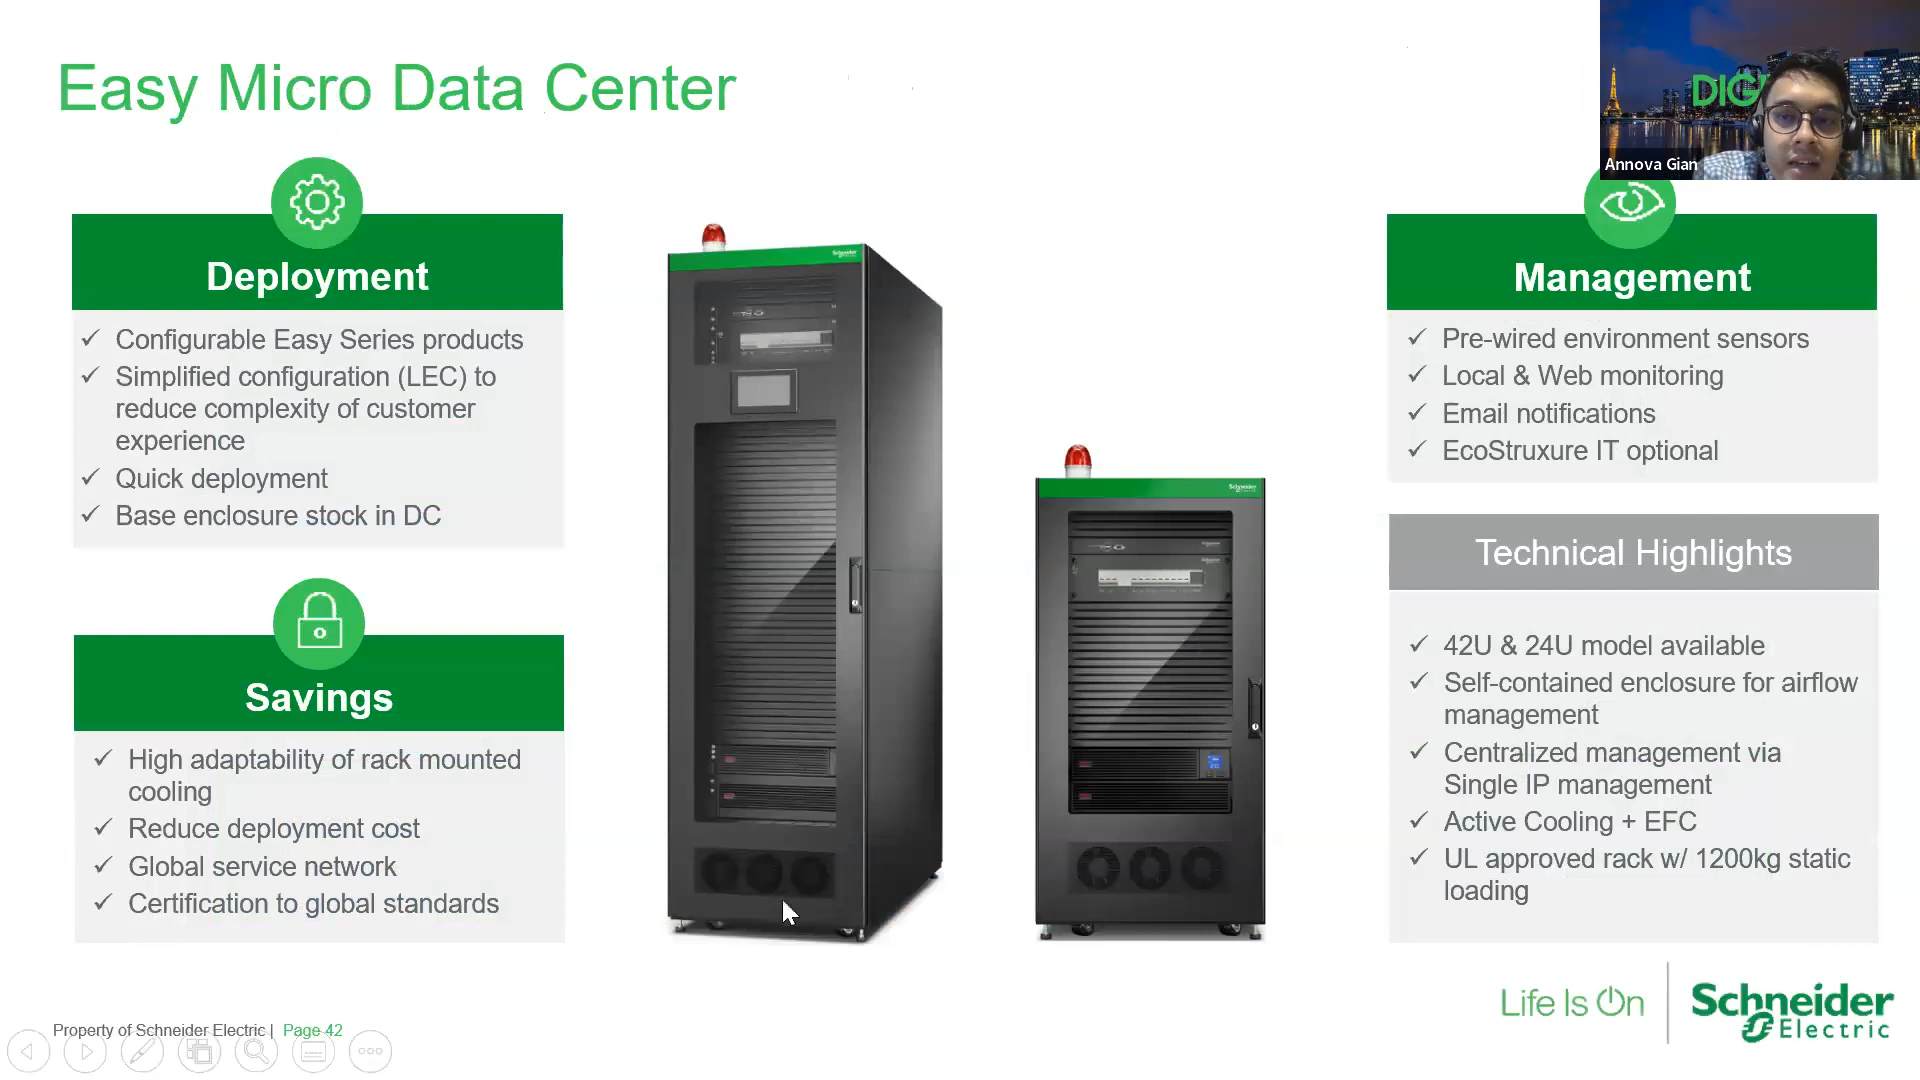 Easy Micro Data Center
DIG
Annova Gian
Deployment
✓ Configurable Easy Series products
✓ Simplified configuration (LEC) to
reduce complexity of customer
experience
✓ Quick deployment
✓ Base enclosure stock in DC
Savings
✓ High adaptability of rack mounted
cooling
✓ Reduce deployment cost
✓ Global service network
✓ Certification to global standards
Schneider
Electric
Schneider
Electric
Management
✓ Pre-wired environment sensors
✓ Local & Web monitoring
✓ Email notifications
✓ EcoStruxure IT optional
Technical Highlights
✓ 42U & 24U model available
✓ Self-contained enclosure for airflow
management
✓ Centralized management via
Single IP management
✓ Active Cooling + EFC
✓ UL approved rack w/ 1200kg static
loading
Life Is On
Schneider
Electric
Property of Schneider Electric | Page 42